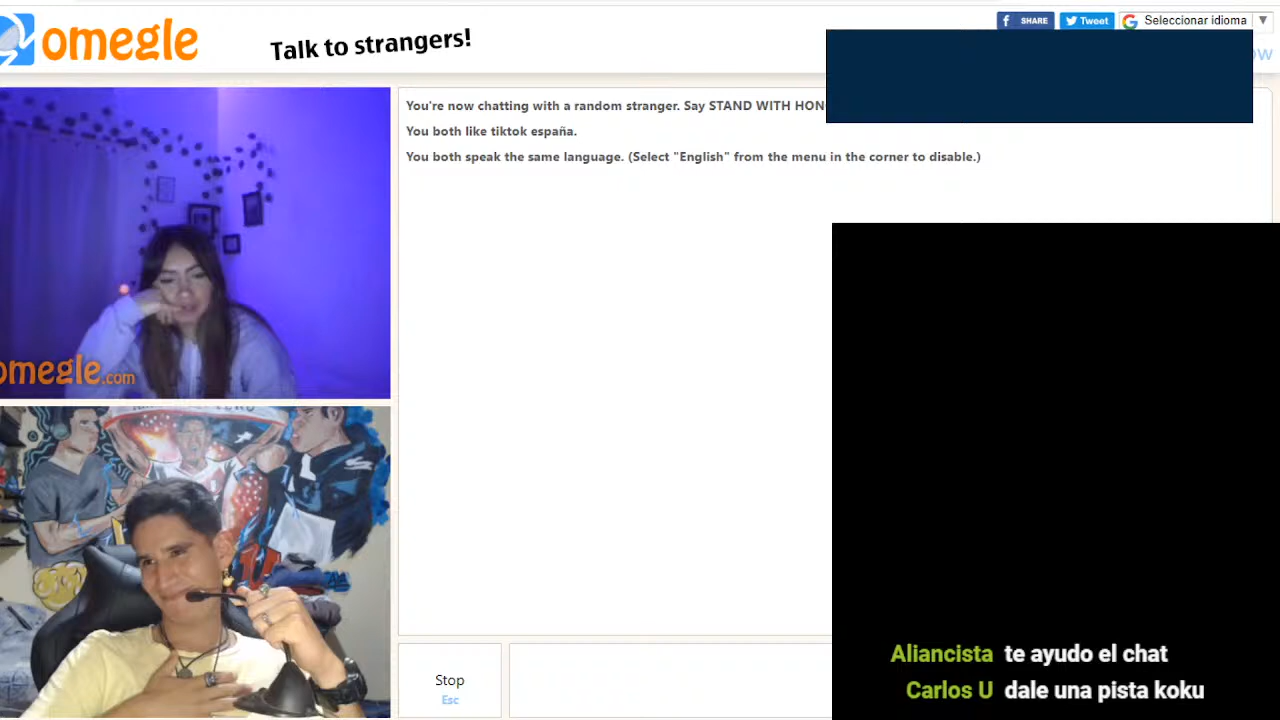 omegle
Talk to strangers!
SHARE
Tweet
Seleccionar idioma
You're now chatting with a random stranger. Say STAND WITH
You both like tiktok españa.
You both speak the same language. (Select "English" from the menu in the corner to disable.)
omegle.com
Stop
Esc
Aliancista te ayudo el chat
Carlos U dale una pista koku